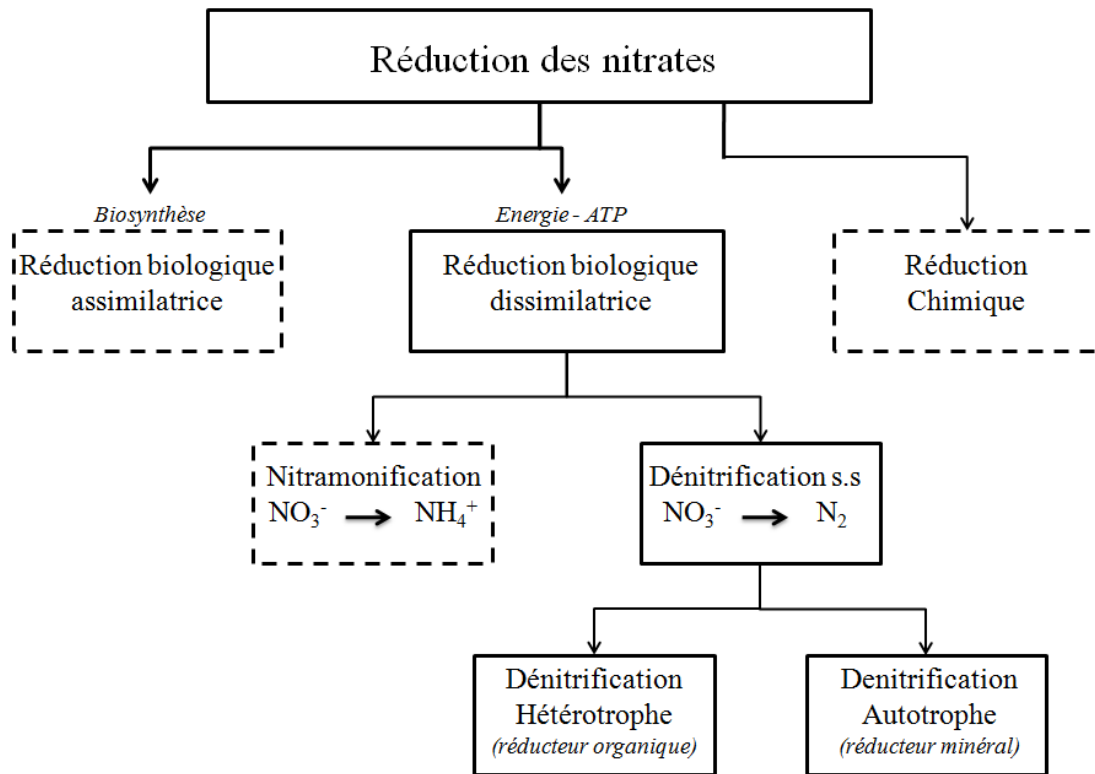 Réduction des nitrates
Biosynthèse
Réduction biologique
assimilatrice
Energie - ATP
Réduction biologique
dissimilatrice
Réduction
Chimique
Nitramonification
NO₃⁻ → NH₄⁺
Dénitrification s.s
NO₃⁻ → N₂
Dénitrification
Hétérotrophe
(réducteur organique)
Denitrification
Autotrophe
(réducteur minéral)